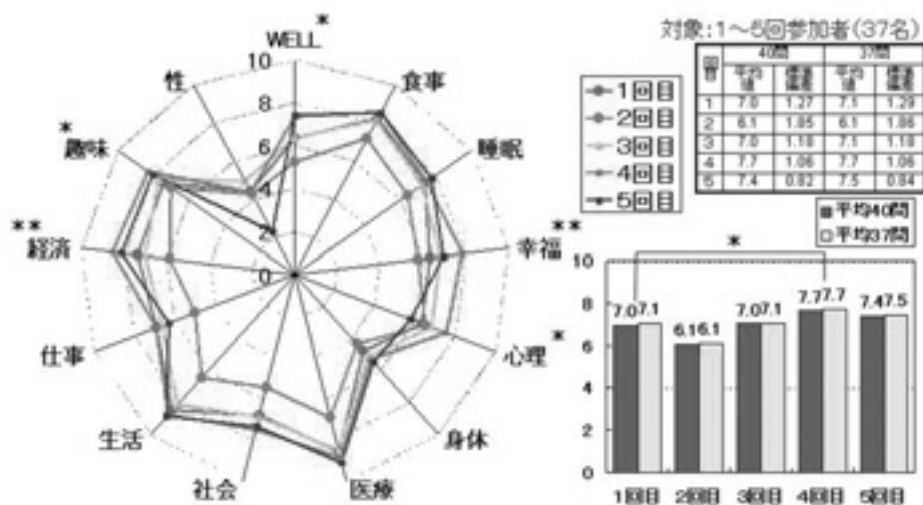 対象:1～5回参加者(37名)
WELL *
食事
睡眠
幸福 **
心理 *
身体
医療
社会
生活
仕事
経済 **
趣味 *
性
10
8
6
4
2
0
1回目
2回目
3回目
4回目
5回目
回目 40問 37問
平均値 標準偏差 平均値 標準偏差
1 7.0 1.27 7.1 1.28
2 6.1 1.85 6.1 1.86
3 7.0 1.18 7.1 1.18
4 7.7 1.06 7.7 1.06
5 7.4 0.82 7.5 0.84
平均40問
平均37問
*
10
8
6
4
2
0
7.0 7.1
6.1 6.1
7.0 7.1
7.7 7.7
7.4 7.5
1回目 2回目 3回目 4回目 5回目